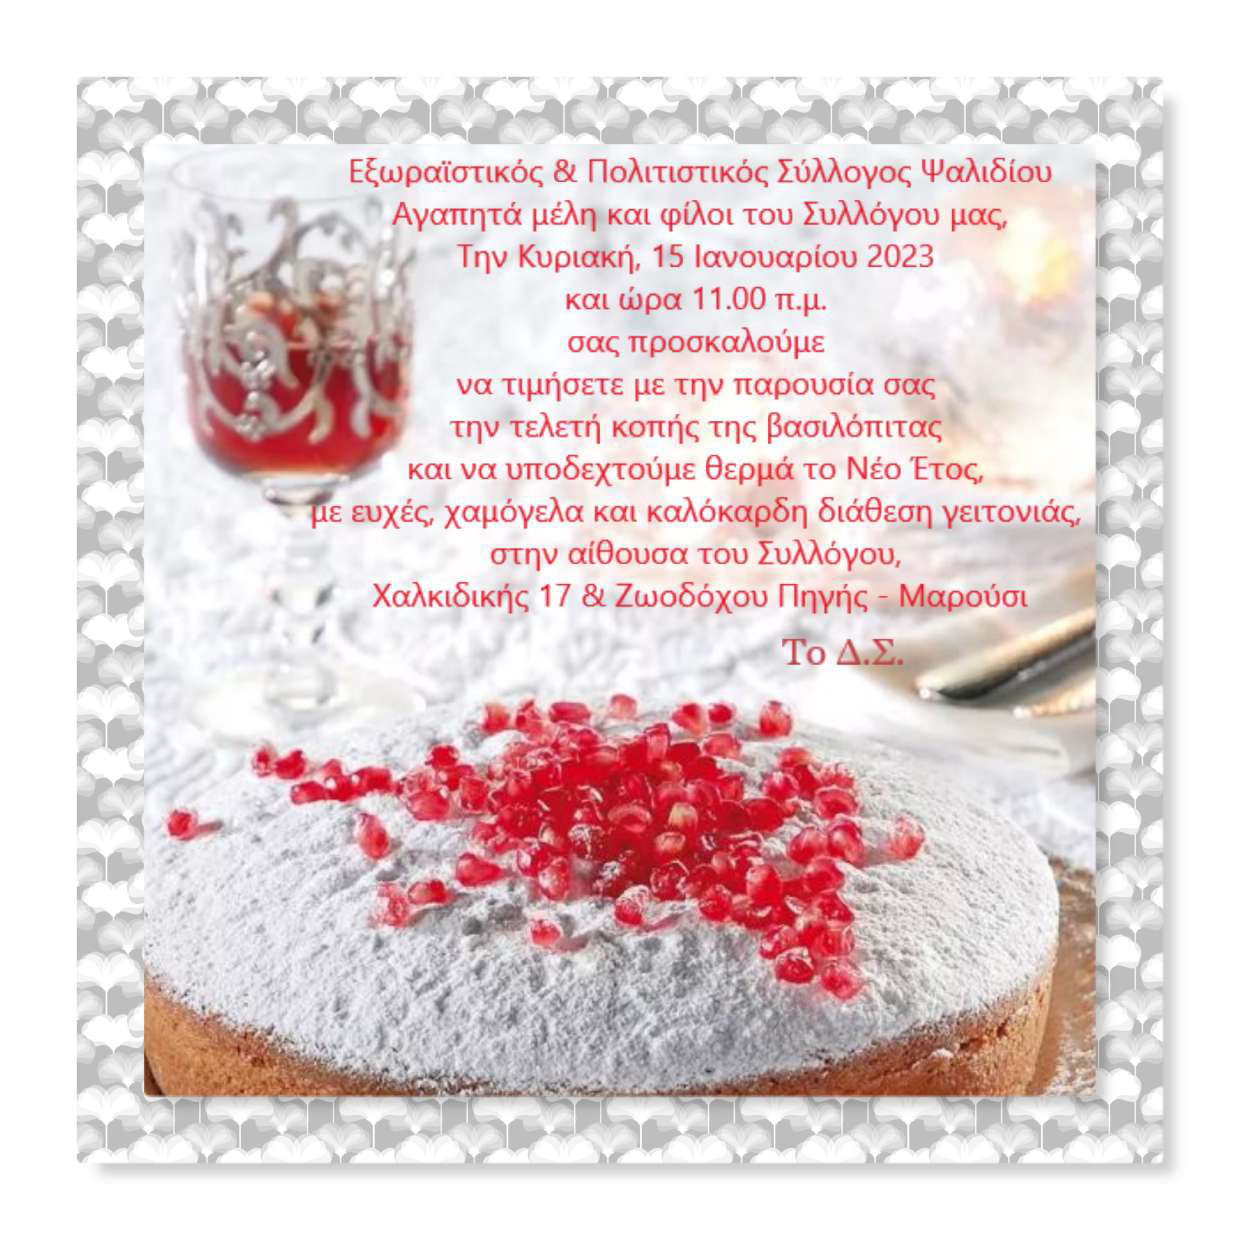 Εξωραϊστικός & Πολιτιστικός Σύλλογος Ψαλιδίου
Αγαπητά μέλη και φίλοι του Συλλόγου μας,
Την Κυριακή, 15 Ιανουαρίου 2023
και ώρα 11.00 π.μ.
σας προσκαλούμε
να τιμήσετε με την παρουσία σας
την τελετή κοπής της βασιλόπιτας
και να υποδεχτούμε θερμά το Νέο Έτος,
με ευχές, χαμόγελα και καλόκαρδη διάθεση γειτονιάς,
στην αίθουσα του Συλλόγου,
Χαλκιδικής 17 & Ζωοδόχου Πηγής - Μαρούσι
Το Δ.Σ.